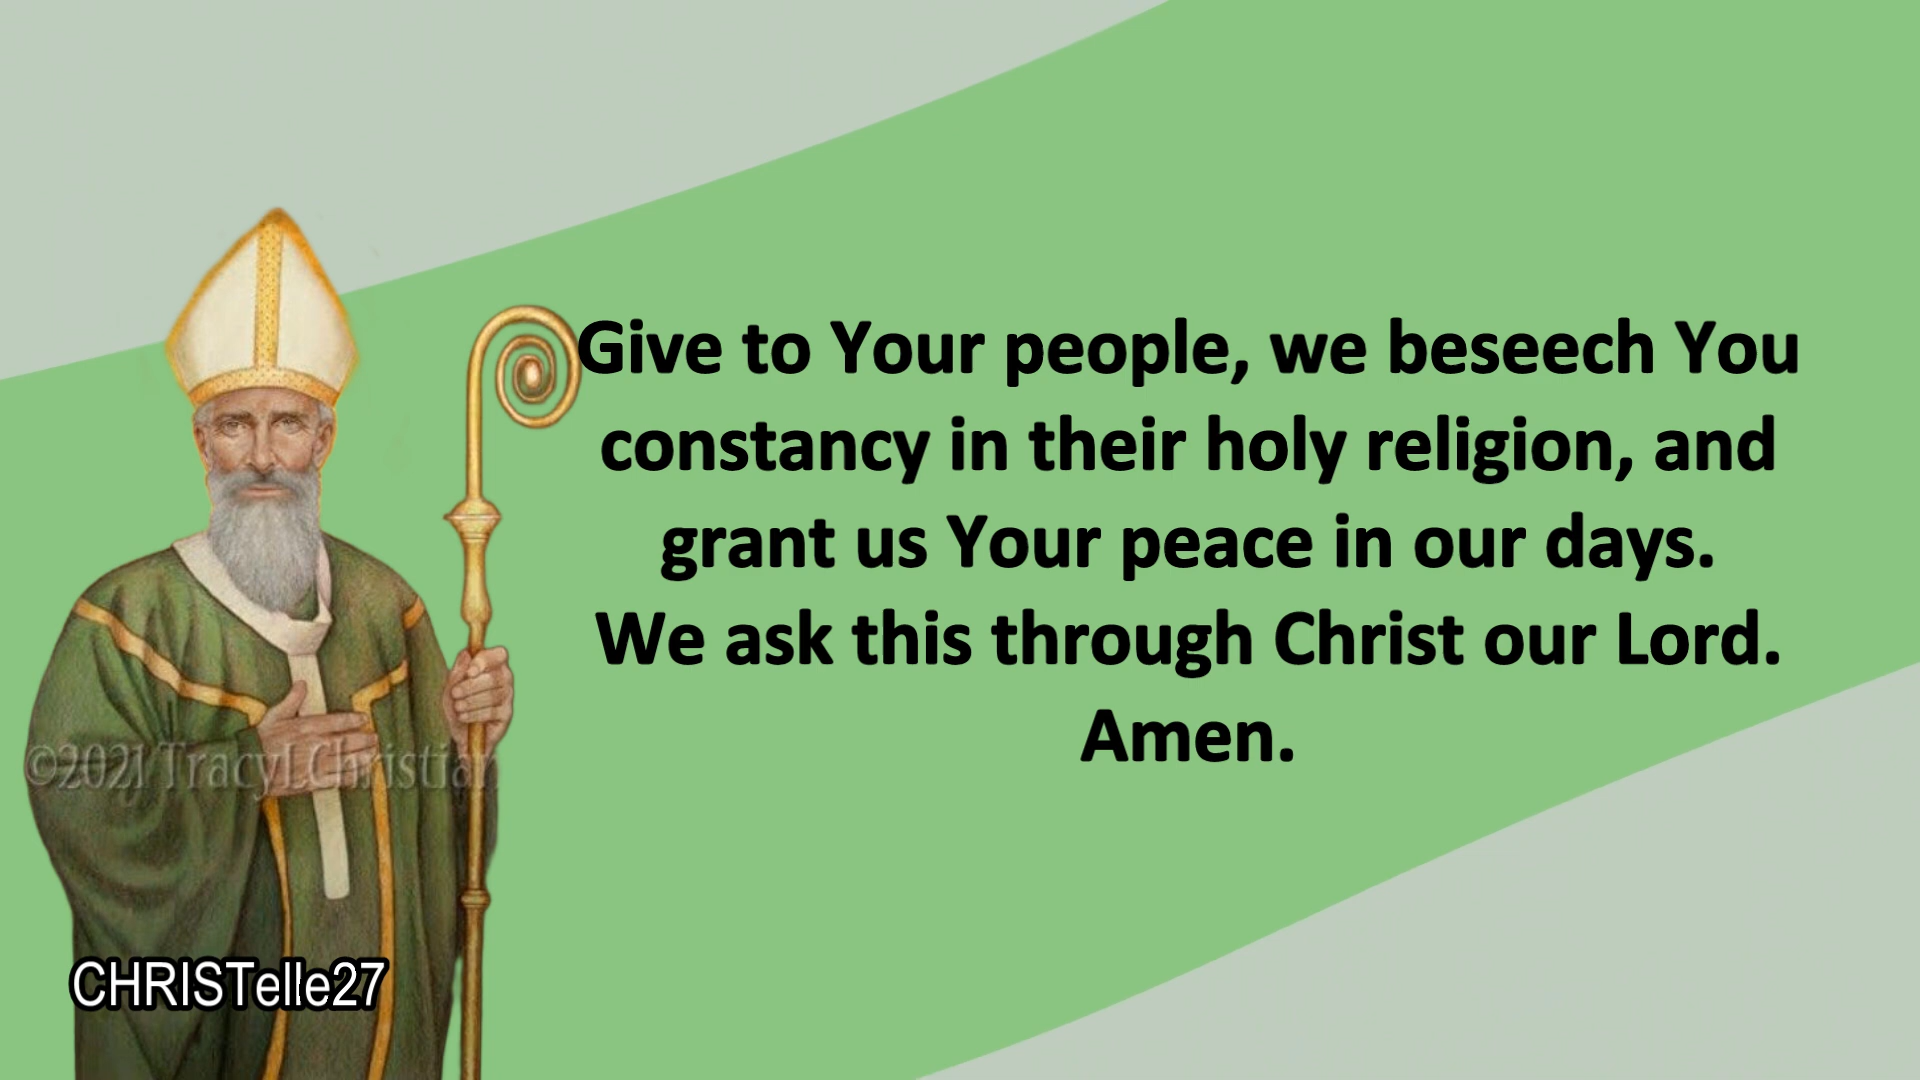 Give to Your people, we beseech You
constancy in their holy religion, and
grant us Your peace in our days.
We ask this through Christ our Lord.
Amen.
©2021 TracyLChristian
CHRISTelle27